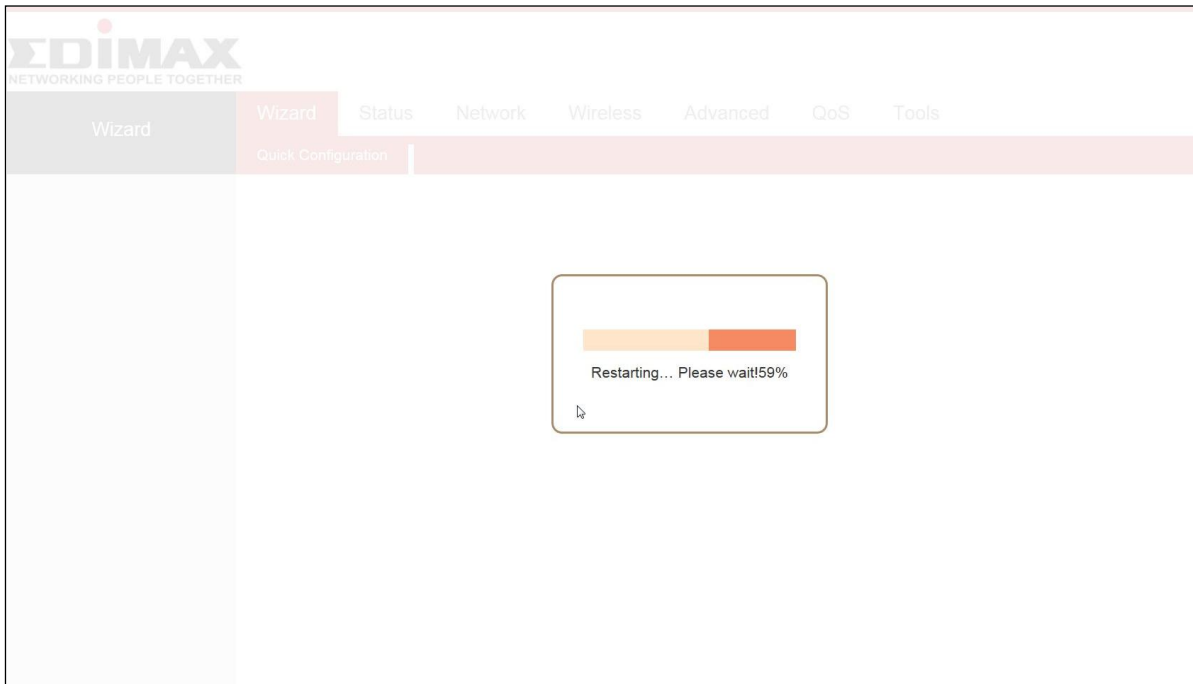 EDIMAX
NETWORKING PEOPLE TOGETHER
Wizard
Wizard Status Network Wireless Advanced QoS Tools
Quick Configuration
Restarting... Please wait!59%